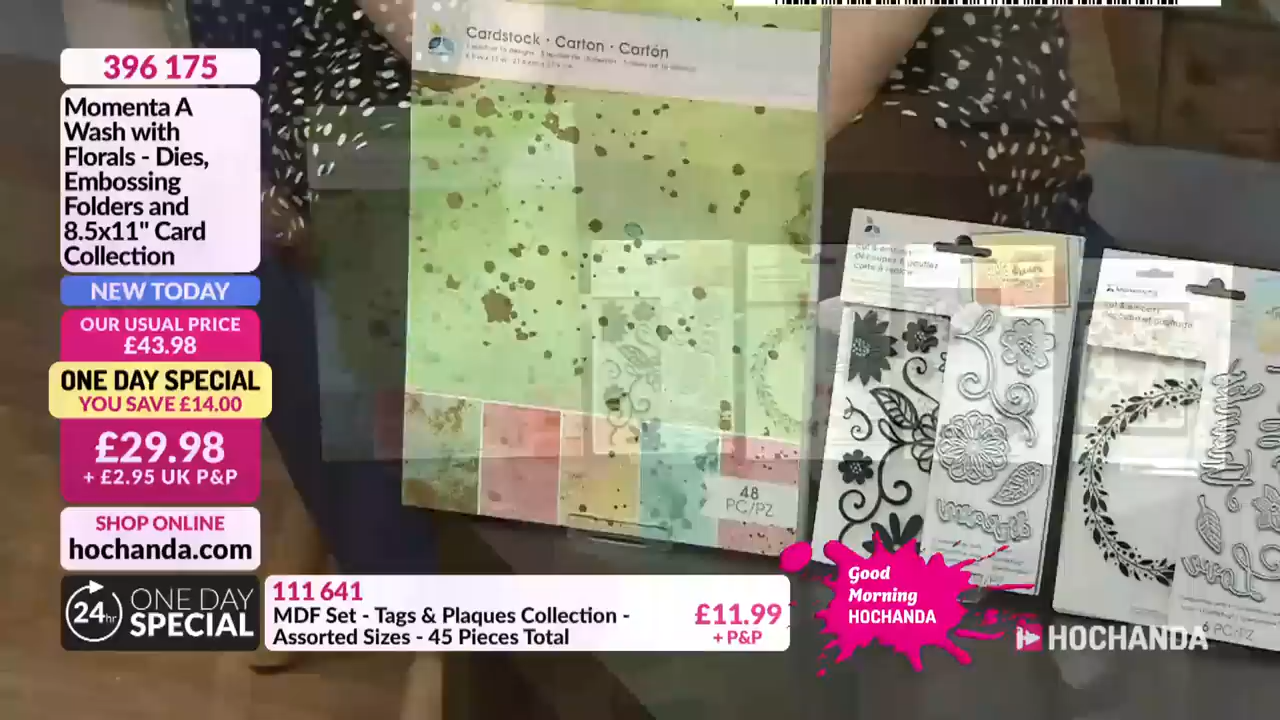 396 175
Momenta A
Wash with
Florals - Dies,
Embossing
Folders and
8.5x11" Card
Collection
NEW TODAY
OUR USUAL PRICE
£43.98
ONE DAY SPECIAL
YOU SAVE £14.00
£29.98
+ £2.95 UK P&P
SHOP ONLINE
hochanda.com
24hr ONE DAY
SPECIAL
111 641
MDF Set - Tags & Plaques Collection -
Assorted Sizes - 45 Pieces Total
£11.99
+ P&P
Good
Morning
HOCHANDA
HOCHANDA
Cardstock · Carton · Cartón
48
PC/PZ
PC/PZ